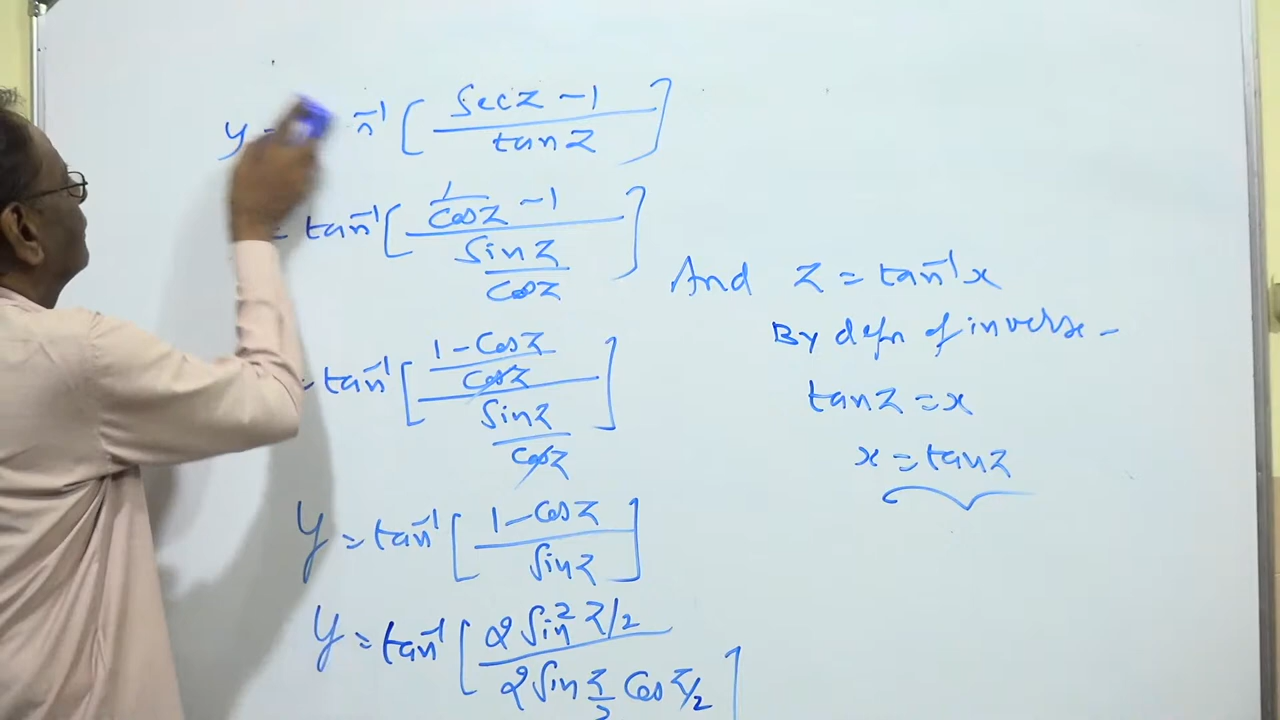 y = n⁻¹ [ (sec z - 1) / (tan z) ]
= tan⁻¹ [ (1/cos z - 1) / (sin z / cos z) ]
= tan⁻¹ [ ((1 - cos z) / cos z) / (sin z / cos z) ]
y = tan⁻¹ [ (1 - cos z) / (sin z) ]
y = tan⁻¹ [ (2 sin² z/2) / (2 sin z/2 cos z/2) ]
And z = tan⁻¹ x
By defn of inverse -
tan z = x
x = tan z